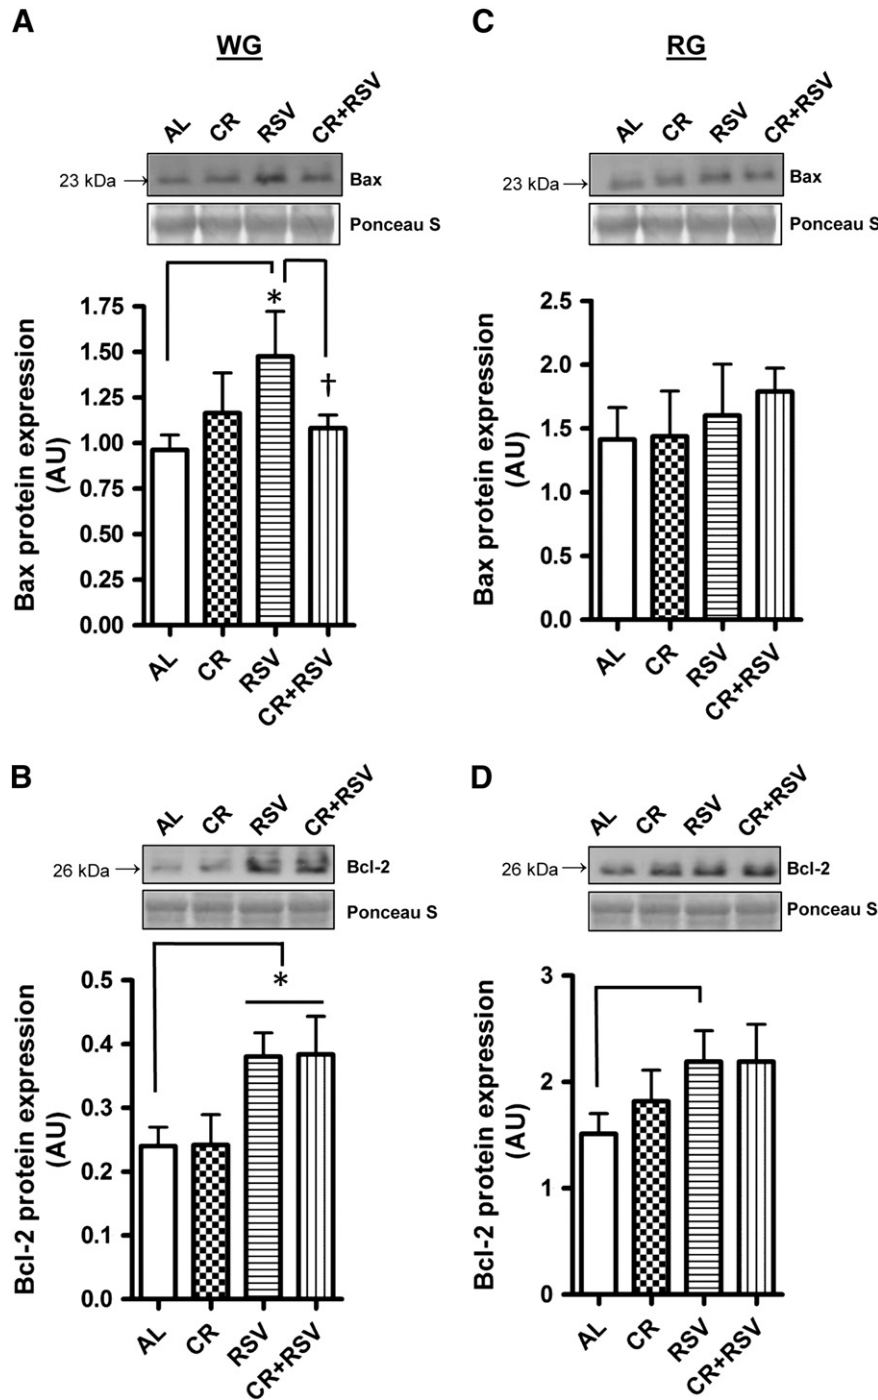 A
WG
AL CR RSV CR+RSV
23 kDa → Bax
Ponceau S
* †
Bax protein expression
(AU)
1.75
1.50
1.25
1.00
0.75
0.50
0.25
0.00
AL CR RSV CR+RSV
C
RG
AL CR RSV CR+RSV
23 kDa → Bax
Ponceau S
Bax protein expression
(AU)
2.5
2.0
1.5
1.0
0.5
0.0
AL CR RSV CR+RSV
B
AL CR RSV CR+RSV
26 kDa → Bcl-2
Ponceau S
*
Bcl-2 protein expression
(AU)
0.5
0.4
0.3
0.2
0.1
0.0
AL CR RSV CR+RSV
D
AL CR RSV CR+RSV
26 kDa → Bcl-2
Ponceau S
Bcl-2 protein expression
(AU)
3
2
1
0
AL CR RSV CR+RSV